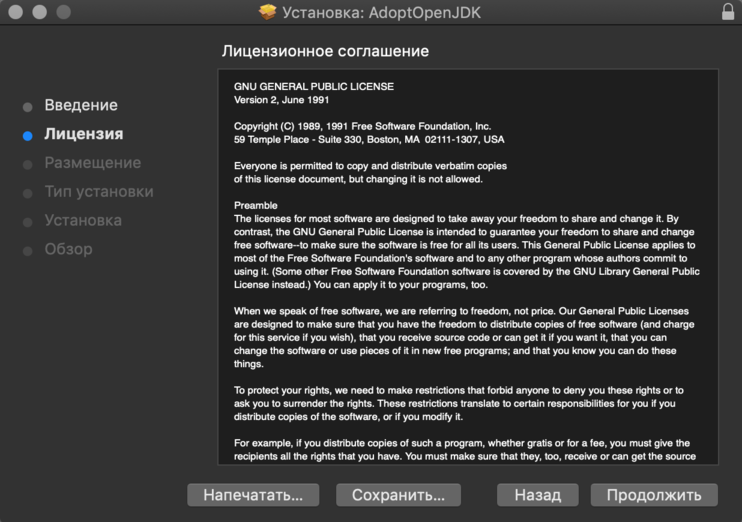 Установка: AdoptOpenJDK
Лицензионное соглашение
Введение
Лицензия
Размещение
Тип установки
Установка
Обзор
GNU GENERAL PUBLIC LICENSE
Version 2, June 1991
Copyright (C) 1989, 1991 Free Software Foundation, Inc.
59 Temple Place - Suite 330, Boston, MA  02111-1307, USA
Everyone is permitted to copy and distribute verbatim copies
of this license document, but changing it is not allowed.
Preamble
The licenses for most software are designed to take away your freedom to share and change it. By
contrast, the GNU General Public License is intended to guarantee your freedom to share and change
free software--to make sure the software is free for all its users. This General Public License applies to
most of the Free Software Foundation's software and to any other program whose authors commit to
using it. (Some other Free Software Foundation software is covered by the GNU Library General Public
License instead.) You can apply it to your programs, too.
When we speak of free software, we are referring to freedom, not price. Our General Public Licenses
are designed to make sure that you have the freedom to distribute copies of free software (and charge
for this service if you wish), that you receive source code or can get it if you want it, that you can
change the software or use pieces of it in new free programs; and that you know you can do these
things.
To protect your rights, we need to make restrictions that forbid anyone to deny you these rights or to
ask you to surrender the rights. These restrictions translate to certain responsibilities for you if you
distribute copies of the software, or if you modify it.
For example, if you distribute copies of such a program, whether gratis or for a fee, you must give the
recipients all the rights that you have. You must make sure that they, too, receive or can get the source
Напечатать...
Сохранить...
Назад
Продолжить